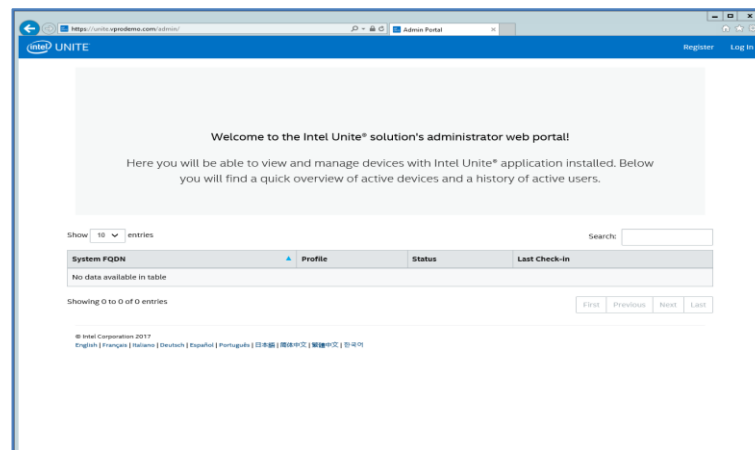 https://unite.vprodemo.com/admin/
Admin Portal
intel UNITE
Register Log In
Welcome to the Intel Unite® solution's administrator web portal!
Here you will be able to view and manage devices with Intel Unite® application installed. Below
you will find a quick overview of active devices and a history of active users.
Show 10 entries
Search:
System FQDN Profile Status Last Check-in
No data available in table
Showing 0 to 0 of 0 entries
First Previous Next Last
© Intel Corporation 2017
English | Français | Italiano | Deutsch | Español | Português | 日本語 | 简体中文 | 繁體中文 | 한국어